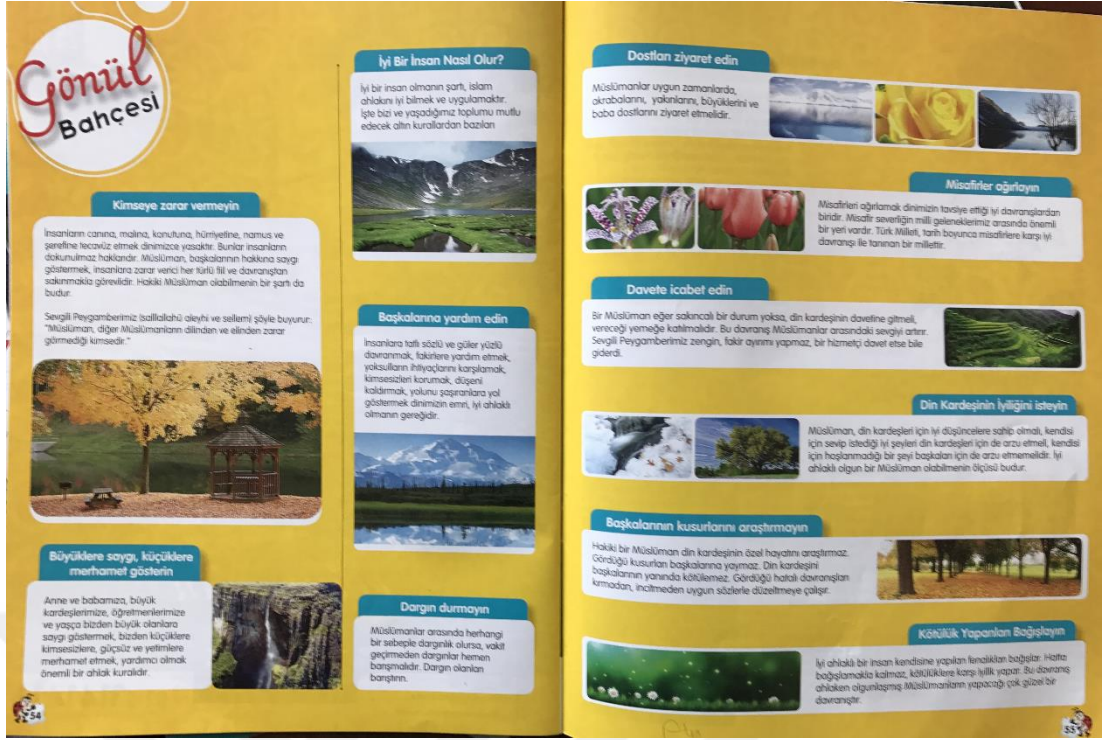 Gönül
Bahçesi
Kimseye zarar vermeyin
İnsanların canına, malına, konutuna, hürriyetine, namus ve
şerefine tecavüz etmek dinimizce yasaktır. Bunlar insanların
dokunulmaz haklarıdır. Müslüman, başkalarının hakkına saygı
göstermek, insanlara zarar verici her türlü fiil ve davranıştan
sakınmakla görevlidir. Hakiki Müslüman olabilmenin bir şartı da
budur.
Sevgili Peygamberimiz (sallallahü aleyhi ve sellem) şöyle buyurur:
"Müslüman, diğer Müslümanların dilinden ve elinden zarar
görmediği kimsedir."
Büyüklere saygı, küçüklere
merhamet gösterin
Anne ve babamıza, büyük
kardeşlerimize, öğretmenlerimize
ve yaşça bizden büyük olanlara
saygı göstermek, bizden küçüklere
kimsesizlere, güçsüz ve yetimlere
merhamet etmek, yardımcı olmak
önemli bir ahlak kuralıdır.
54
İyi Bir İnsan Nasıl Olur?
İyi bir insan olmanın şartı, islam
ahlakını iyi bilmek ve uygulamaktır.
İşte bizi ve yaşadığımız toplumu mutlu
edecek altın kurallardan bazıları
Başkalarına yardım edin
İnsanlara tatlı sözlü ve güler yüzlü
davranmak, fakirlere yardım etmek,
yoksulların ihtiyaçlarını karşılamak,
kimsesizleri korumak, düşeni
kaldırmak, yolunu şaşıranlara yol
göstermek dinimizin emri, iyi ahlaklı
olmanın gereğidir.
Dargın durmayın
Müslümanlar arasında herhangi
bir sebeple dargınlık olursa, vakit
geçirmeden dargınlar hemen
barışmalıdır. Dargın olanları
barıştırın.
Dostları ziyaret edin
Müslümanlar uygun zamanlarda,
akrabalarını, yakınlarını, büyüklerini ve
baba dostlarını ziyaret etmelidir.
Misafirler ağırlayın
Misafirleri ağırlamak dinimizin tavsiye ettiği iyi davranışlardan
biridir. Misafir severliğin milli geleneklerimiz arasında önemli
bir yeri vardır. Türk Milleti, tarih boyunca misafirlere karşı iyi
davranışı ile tanınan bir millettir.
Davete icabet edin
Bir Müslüman eğer sakıncalı bir durum yoksa, din kardeşinin davetine gitmeli,
vereceği yemeğe katılmalıdır. Bu davranış Müslümanlar arasındaki sevgiyi artırır.
Sevgili Peygamberimiz zengin, fakir ayırımı yapmaz, bir hizmetçi davet etse bile
giderdi.
Din Kardeşinin İyiliğini isteyin
Müslüman, din kardeşleri için iyi düşüncelere sahip olmalı, kendisi
için sevip istediği iyi şeyleri din kardeşleri için de arzu etmeli, kendisi
için hoşlanmadığı bir şeyi başkaları için de arzu etmemelidir. İyi
ahlaklı olgun bir Müslüman olabilmenin ölçüsü budur.
Başkalarının kusurlarını araştırmayın
Hakiki bir Müslüman din kardeşinin özel hayatını araştırmaz.
Gördüğü kusurları başkalarına yaymaz. Din kardeşini
başkalarının yanında kötülemez. Gördüğü hatalı davranışları
kırmadan, incitmeden uygun sözlerle düzeltmeye çalışır.
Kötülük Yapanları Bağışlayın
İyi ahlaklı bir insan kendisine yapılan fenalıkları bağışlar. Hatta
bağışlamakla kalmaz, kötülüklere karşı iyilik yapar. Bu davranış
ahlaken olgunlaşmış Müslümanların yapacağı çok güzel bir
davranıştır.
55